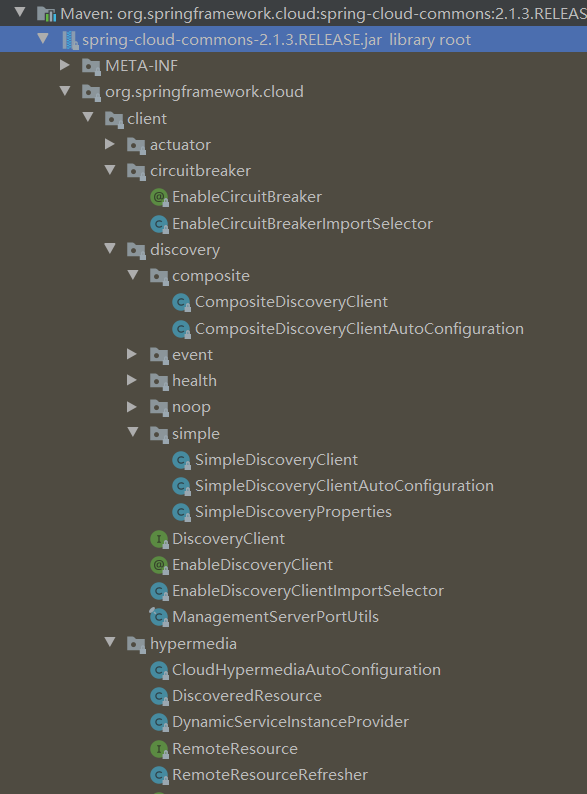 Maven: org.springframework.cloud:spring-cloud-commons:2.1.3.RELEAS
spring-cloud-commons-2.1.3.RELEASE.jar library root
META-INF
org.springframework.cloud
client
actuator
circuitbreaker
EnableCircuitBreaker
EnableCircuitBreakerImportSelector
discovery
composite
CompositeDiscoveryClient
CompositeDiscoveryClientAutoConfiguration
event
health
noop
simple
SimpleDiscoveryClient
SimpleDiscoveryClientAutoConfiguration
SimpleDiscoveryProperties
DiscoveryClient
EnableDiscoveryClient
EnableDiscoveryClientImportSelector
ManagementServerPortUtils
hypermedia
CloudHypermediaAutoConfiguration
DiscoveredResource
DynamicServiceInstanceProvider
RemoteResource
RemoteResourceRefresher